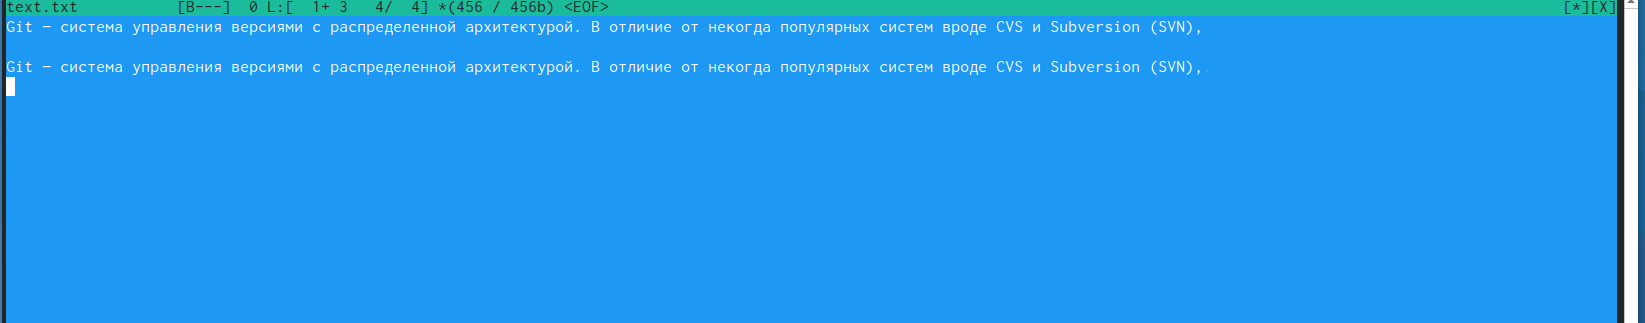 text.txt [B---] 0 L:[ 1+ 3 4/ 4] *(456 / 456b) <EOF> [*][X]
Git – система управления версиями с распределенной архитектурой. В отличие от некогда популярных систем вроде CVS и Subversion (SVN),
Git – система управления версиями с распределенной архитектурой. В отличие от некогда популярных систем вроде CVS и Subversion (SVN),